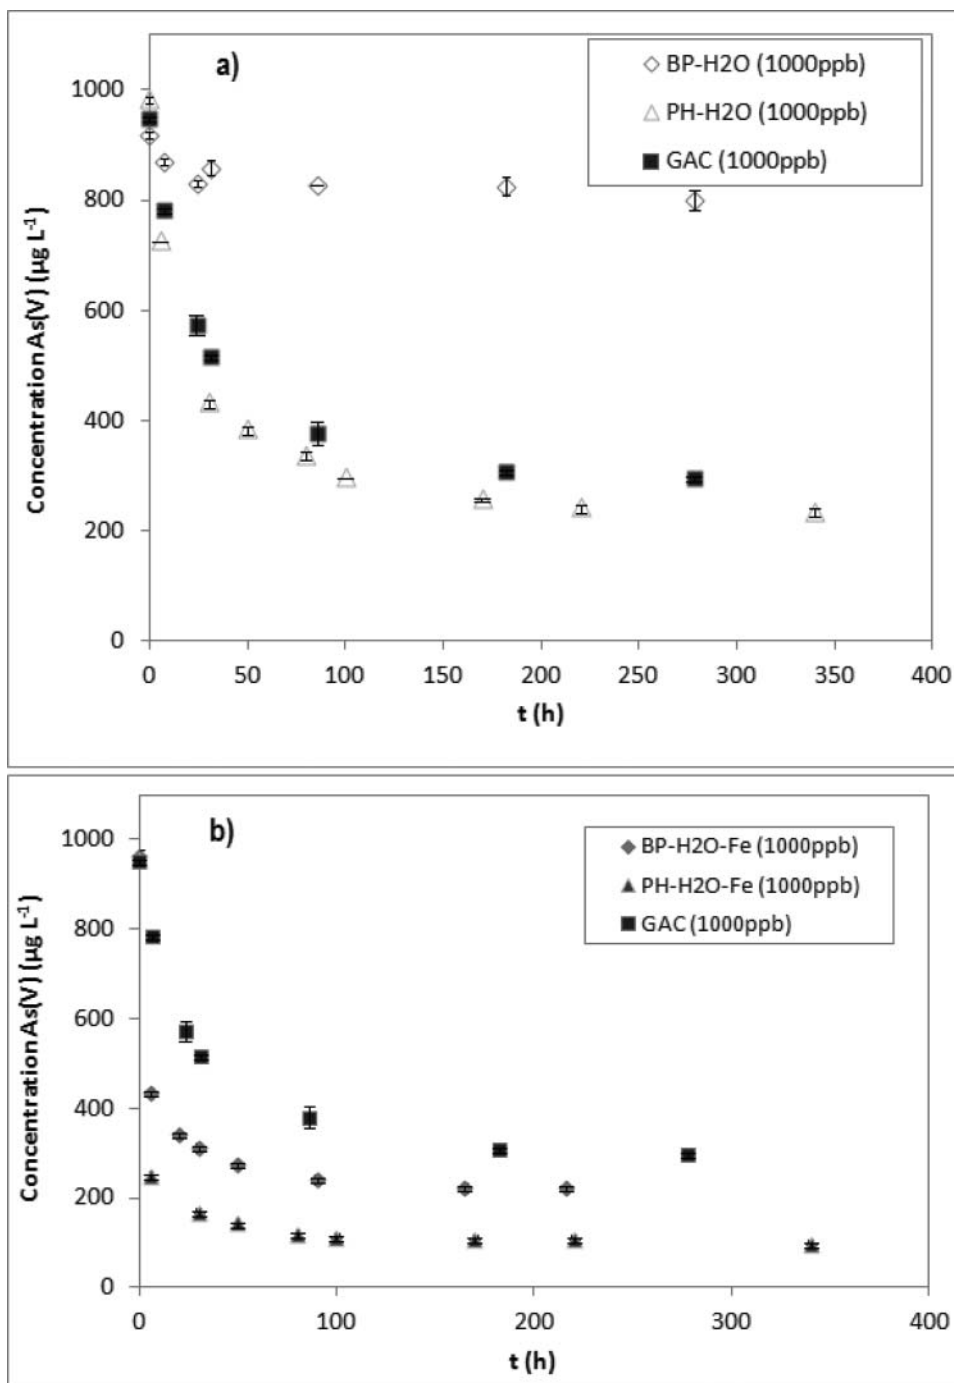 a)
BP-H2O (1000ppb)
PH-H2O (1000ppb)
GAC (1000ppb)
Concentration As(V) (µg L-1)
1000
800
600
400
200
0
0 50 100 150 200 250 300 350 400
t (h)
b)
BP-H2O-Fe (1000ppb)
PH-H2O-Fe (1000ppb)
GAC (1000ppb)
Concentration As(V) (µg L-1)
1000
800
600
400
200
0
0 100 200 300 400
t (h)